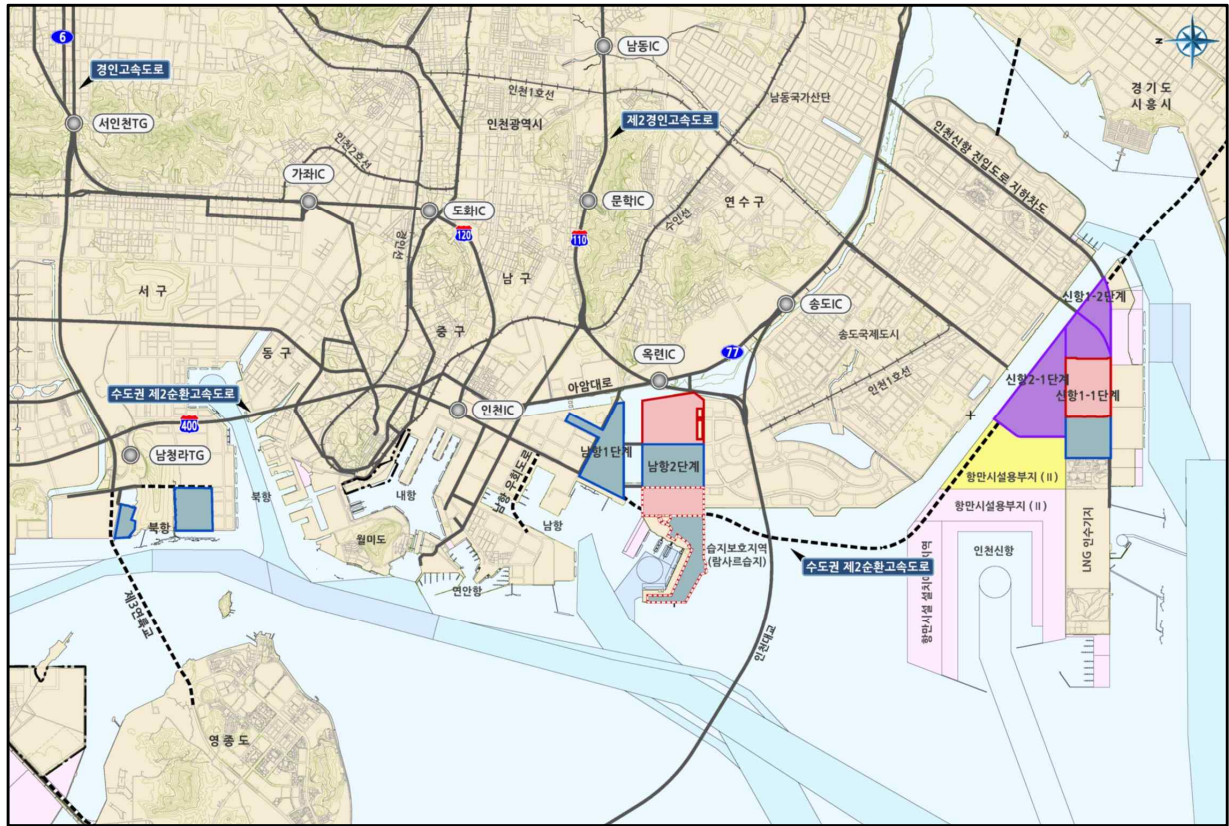 6
경인고속도로
서인천TG
남동IC
인천1호선
인천광역시
제2경인고속도로
남동국가산단
N
경기도
시흥시
인천신항 진입도로 지하차도
인천2호선
가좌IC
도화IC
120
경인선
문학IC
110
수인선
연수구
남구
서구
중구
동구
송도IC
송도국제도시
인천1호선
77
옥련IC
아암대로
수도권 제2순환고속도로
400
인천IC
남청라TG
신항1-2단계
신항2-1단계
신항1-1단계
남항1단계
남항2단계
항만시설용부지 (II)
항만시설용부지 (II)
북항
북항
내항
월미도
남항 우회도로
남항
연안항
습지보호지역
(람사르습지)
수도권 제2순환고속도로
인천신항
LNG 인수기지
제3연륙교
인천대교
영종도